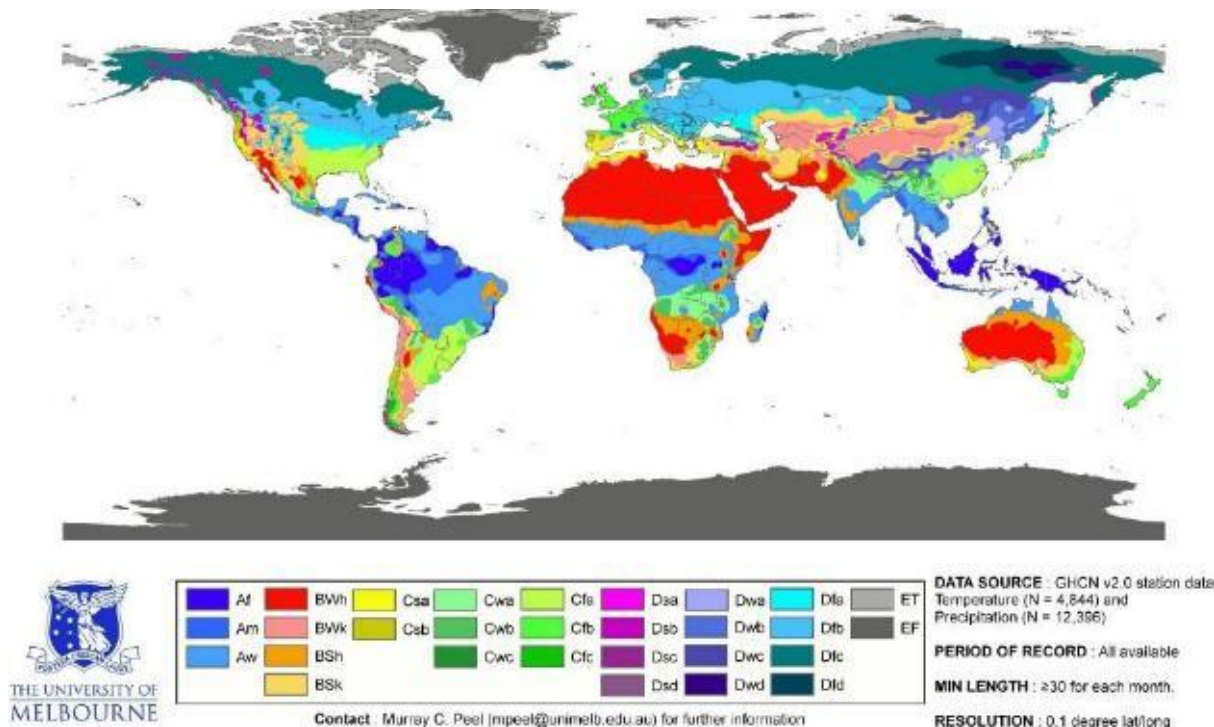 Af BWh Csa Cwa Cfa Dsa Dwa Dfa ET
Am BWk Csb Cwb Cfb Dsb Dwb Dfb EF
Aw BSh Cwc Cfc Dsc Dwc Dfc
BSk Dsd Dwd Dfd
THE UNIVERSITY OF
MELBOURNE
Contact : Murray C. Peel (mpeel@unimelb.edu.au) for further information
DATA SOURCE : GHCN v2.0 station data
Temperature (N = 4,844) and
Precipitation (N = 12,396)
PERIOD OF RECORD : All available
MIN LENGTH : ≥30 for each month.
RESOLUTION : 0.1 degree lat/long